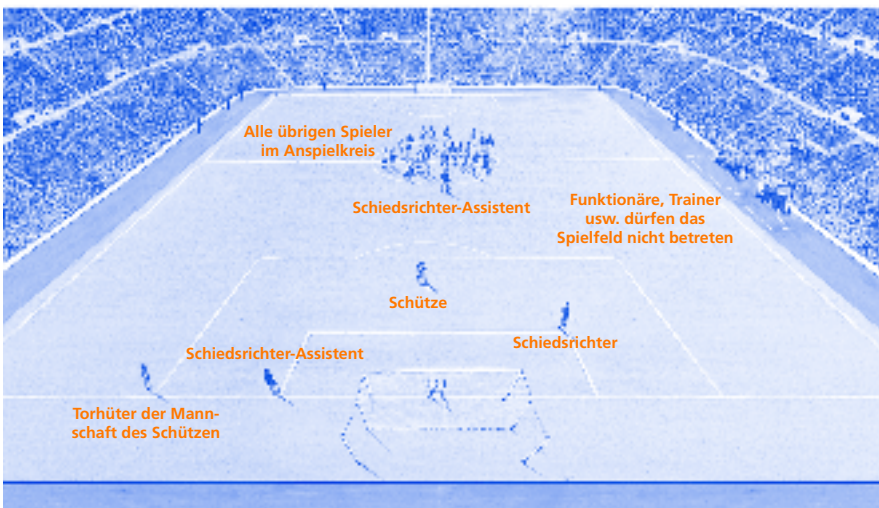 Alle übrigen Spieler
im Anspielkreis
Schiedsrichter-Assistent
Funktionäre, Trainer
usw. dürfen das
Spielfeld nicht betreten
Schütze
Schiedsrichter
Schiedsrichter-Assistent
Torhüter der Mann-
schaft des Schützen